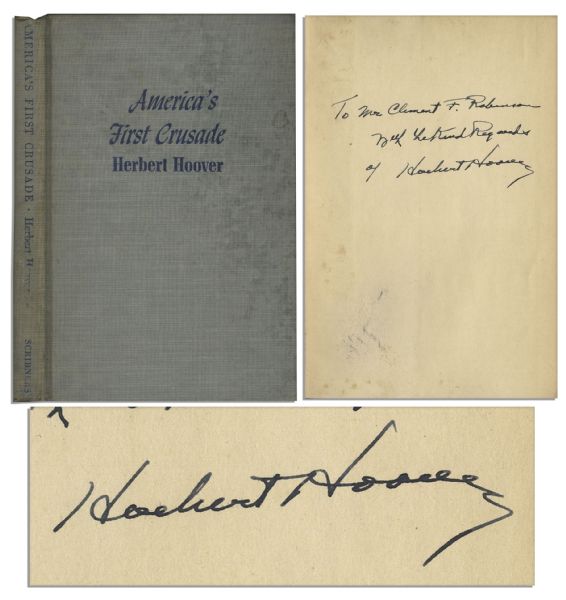 AMERICA'S FIRST CRUSADE · Herbert
SCRIBNERS
America's
First Crusade
Herbert Hoover
To Mr Clement F. Robinson
With the Kind Regards
of Herbert Hoover
Herbert Hoover